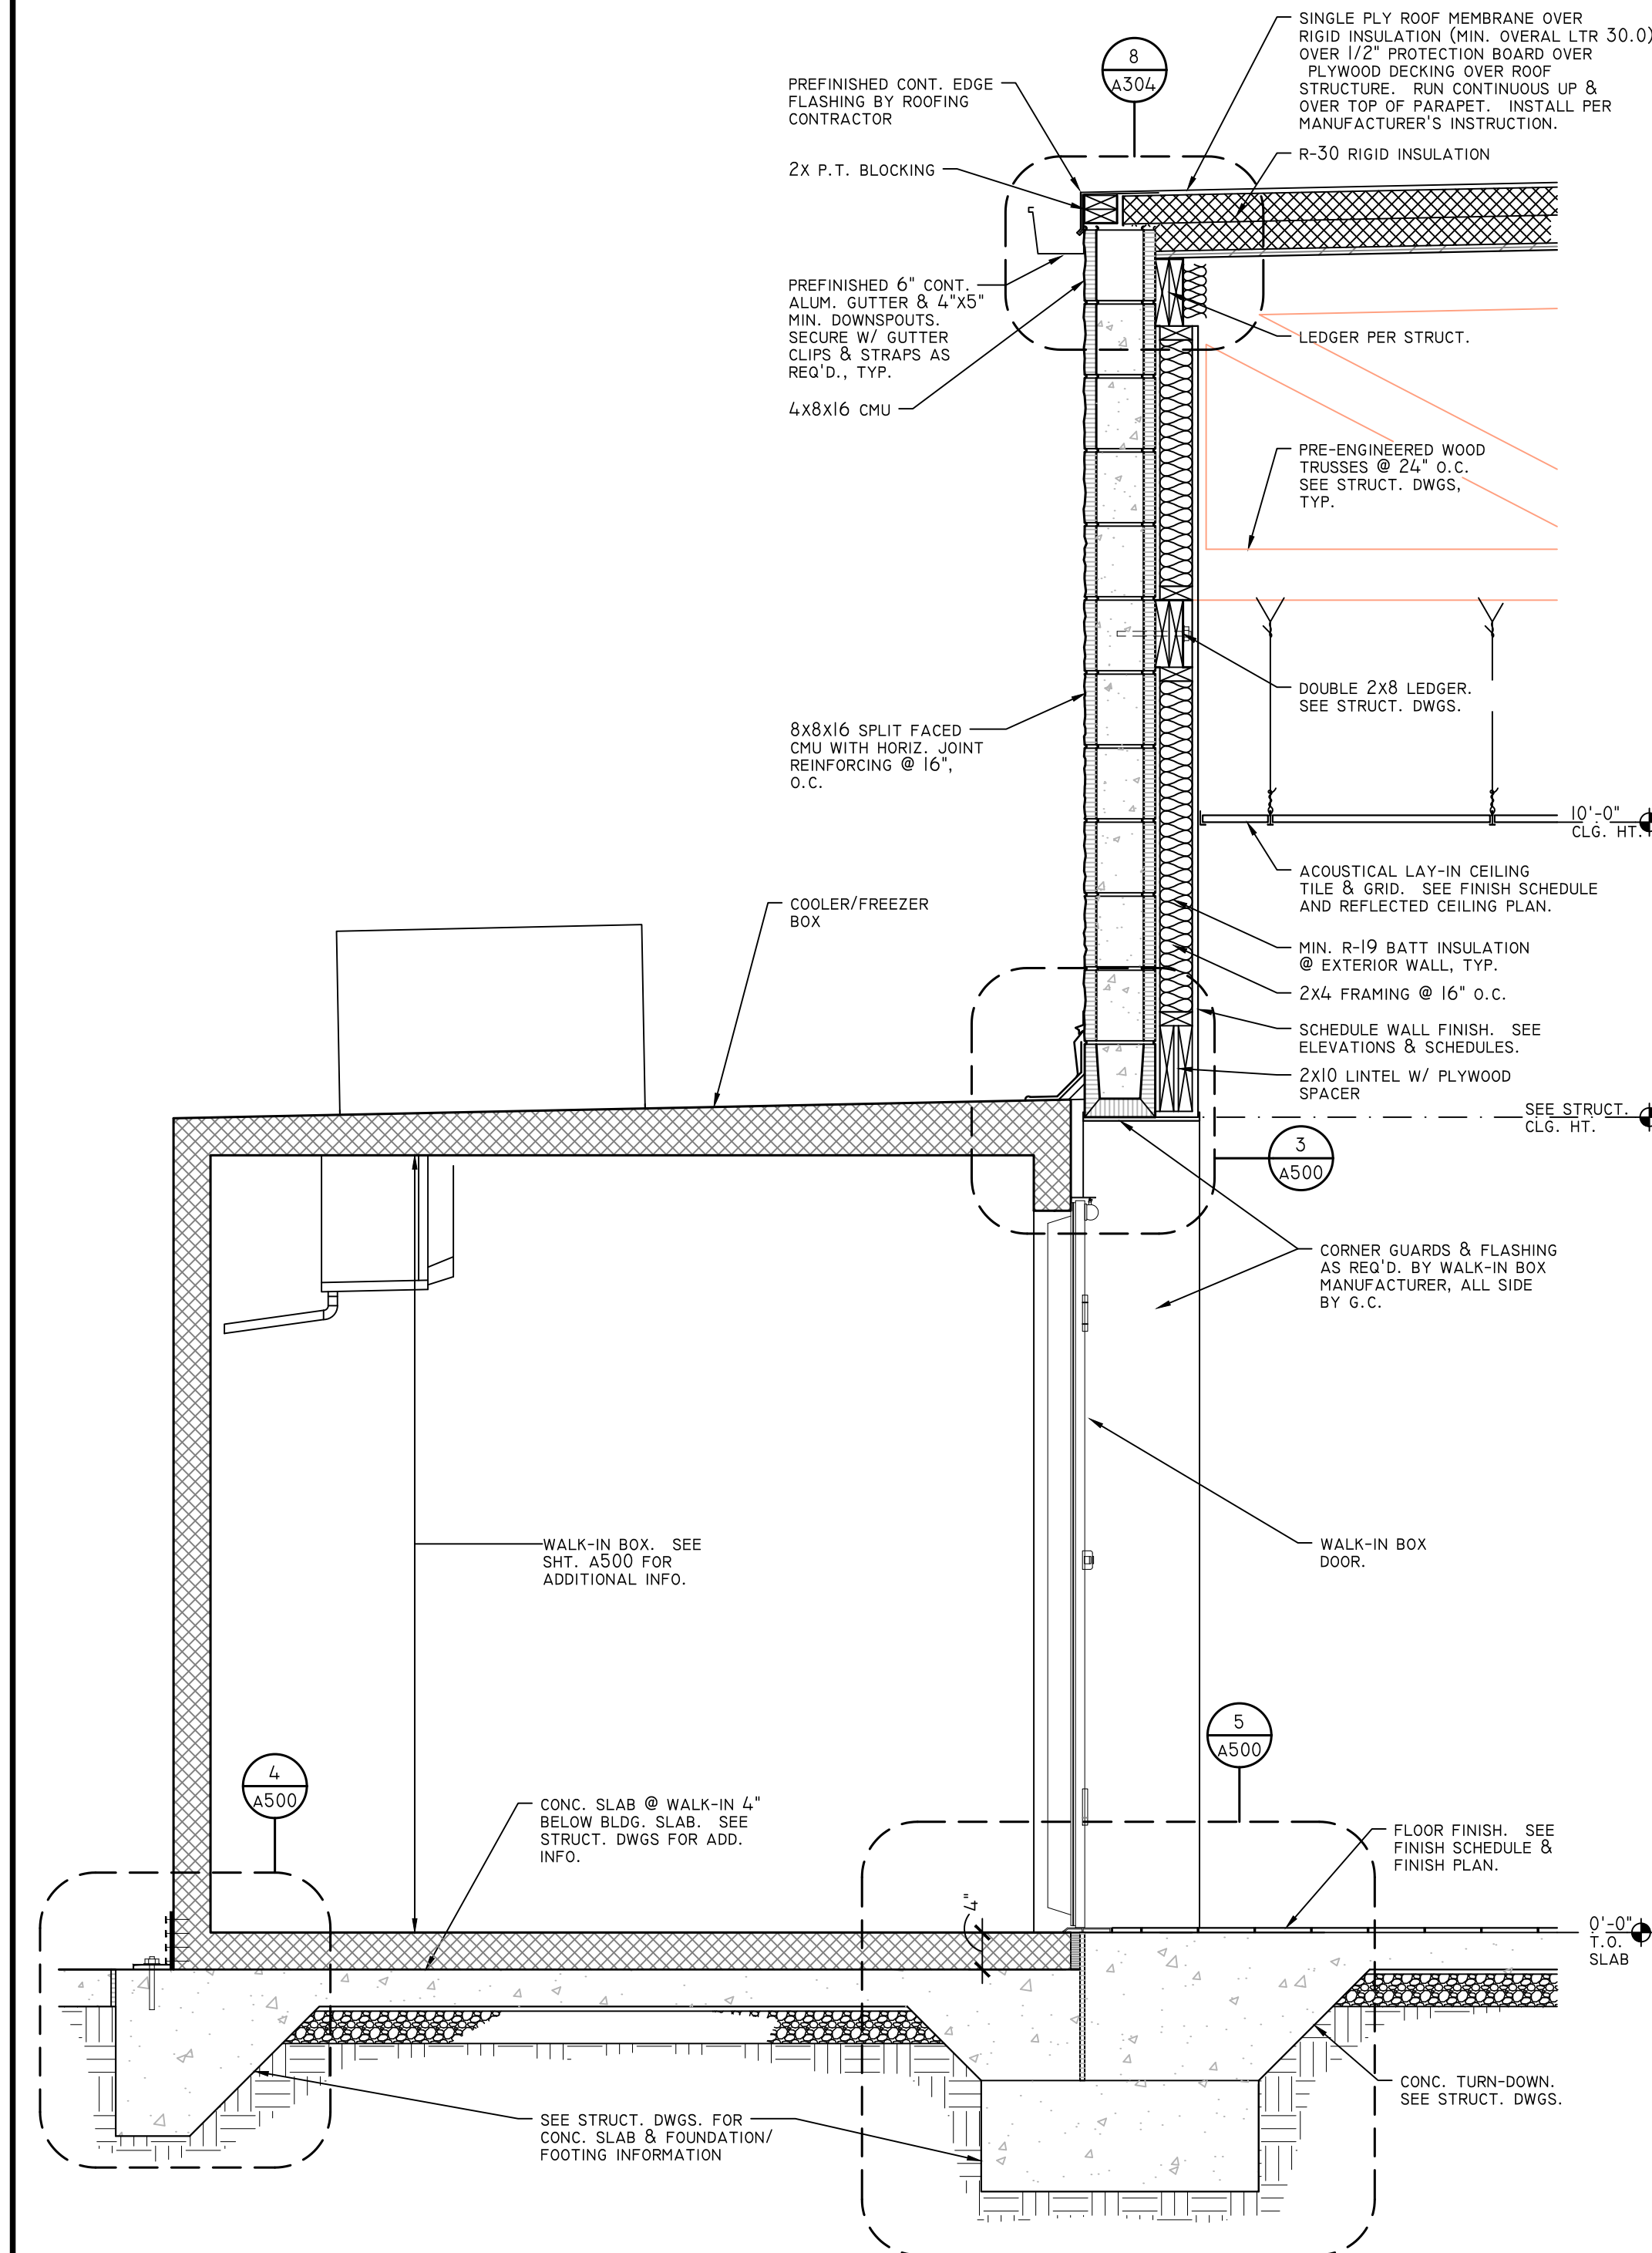 SINGLE PLY ROOF MEMBRANE OVER
RIGID INSULATION (MIN. OVERAL LTR 30.0)
OVER 1/2" PROTECTION BOARD OVER
PLYWOOD DECKING OVER ROOF
STRUCTURE. RUN CONTINUOUS UP &
OVER TOP OF PARAPET. INSTALL PER
MANUFACTURER'S INSTRUCTION.
8
A304
PREFINISHED CONT. EDGE
FLASHING BY ROOFING
CONTRACTOR
R-30 RIGID INSULATION
2X P.T. BLOCKING
PREFINISHED 6" CONT.
ALUM. GUTTER & 4"X5"
MIN. DOWNSPOUTS.
SECURE W/ GUTTER
CLIPS & STRAPS AS
REQ'D., TYP.
LEDGER PER STRUCT.
4X8X16 CMU
PRE-ENGINEERED WOOD
TRUSSES @ 24" O.C.
SEE STRUCT. DWGS,
TYP.
DOUBLE 2X8 LEDGER.
SEE STRUCT. DWGS.
8X8X16 SPLIT FACED
CMU WITH HORIZ. JOINT
REINFORCING @ 16",
O.C.
10'-0"
CLG. HT.
ACOUSTICAL LAY-IN CEILING
TILE & GRID. SEE FINISH SCHEDULE
AND REFLECTED CEILING PLAN.
COOLER/FREEZER
BOX
MIN. R-19 BATT INSULATION
@ EXTERIOR WALL, TYP.
2X4 FRAMING @ 16" O.C.
SCHEDULE WALL FINISH. SEE
ELEVATIONS & SCHEDULES.
2X10 LINTEL W/ PLYWOOD
SPACER
SEE STRUCT.
CLG. HT.
3
A500
CORNER GUARDS & FLASHING
AS REQ'D. BY WALK-IN BOX
MANUFACTURER, ALL SIDE
BY G.C.
WALK-IN BOX. SEE
SHT. A500 FOR
ADDITIONAL INFO.
WALK-IN BOX
DOOR.
5
A500
4
A500
CONC. SLAB @ WALK-IN 4"
BELOW BLDG. SLAB. SEE
STRUCT. DWGS FOR ADD.
INFO.
FLOOR FINISH. SEE
FINISH SCHEDULE &
FINISH PLAN.
4"
0'-0"
T.O.
SLAB
CONC. TURN-DOWN.
SEE STRUCT. DWGS.
SEE STRUCT. DWGS. FOR
CONC. SLAB & FOUNDATION/
FOOTING INFORMATION